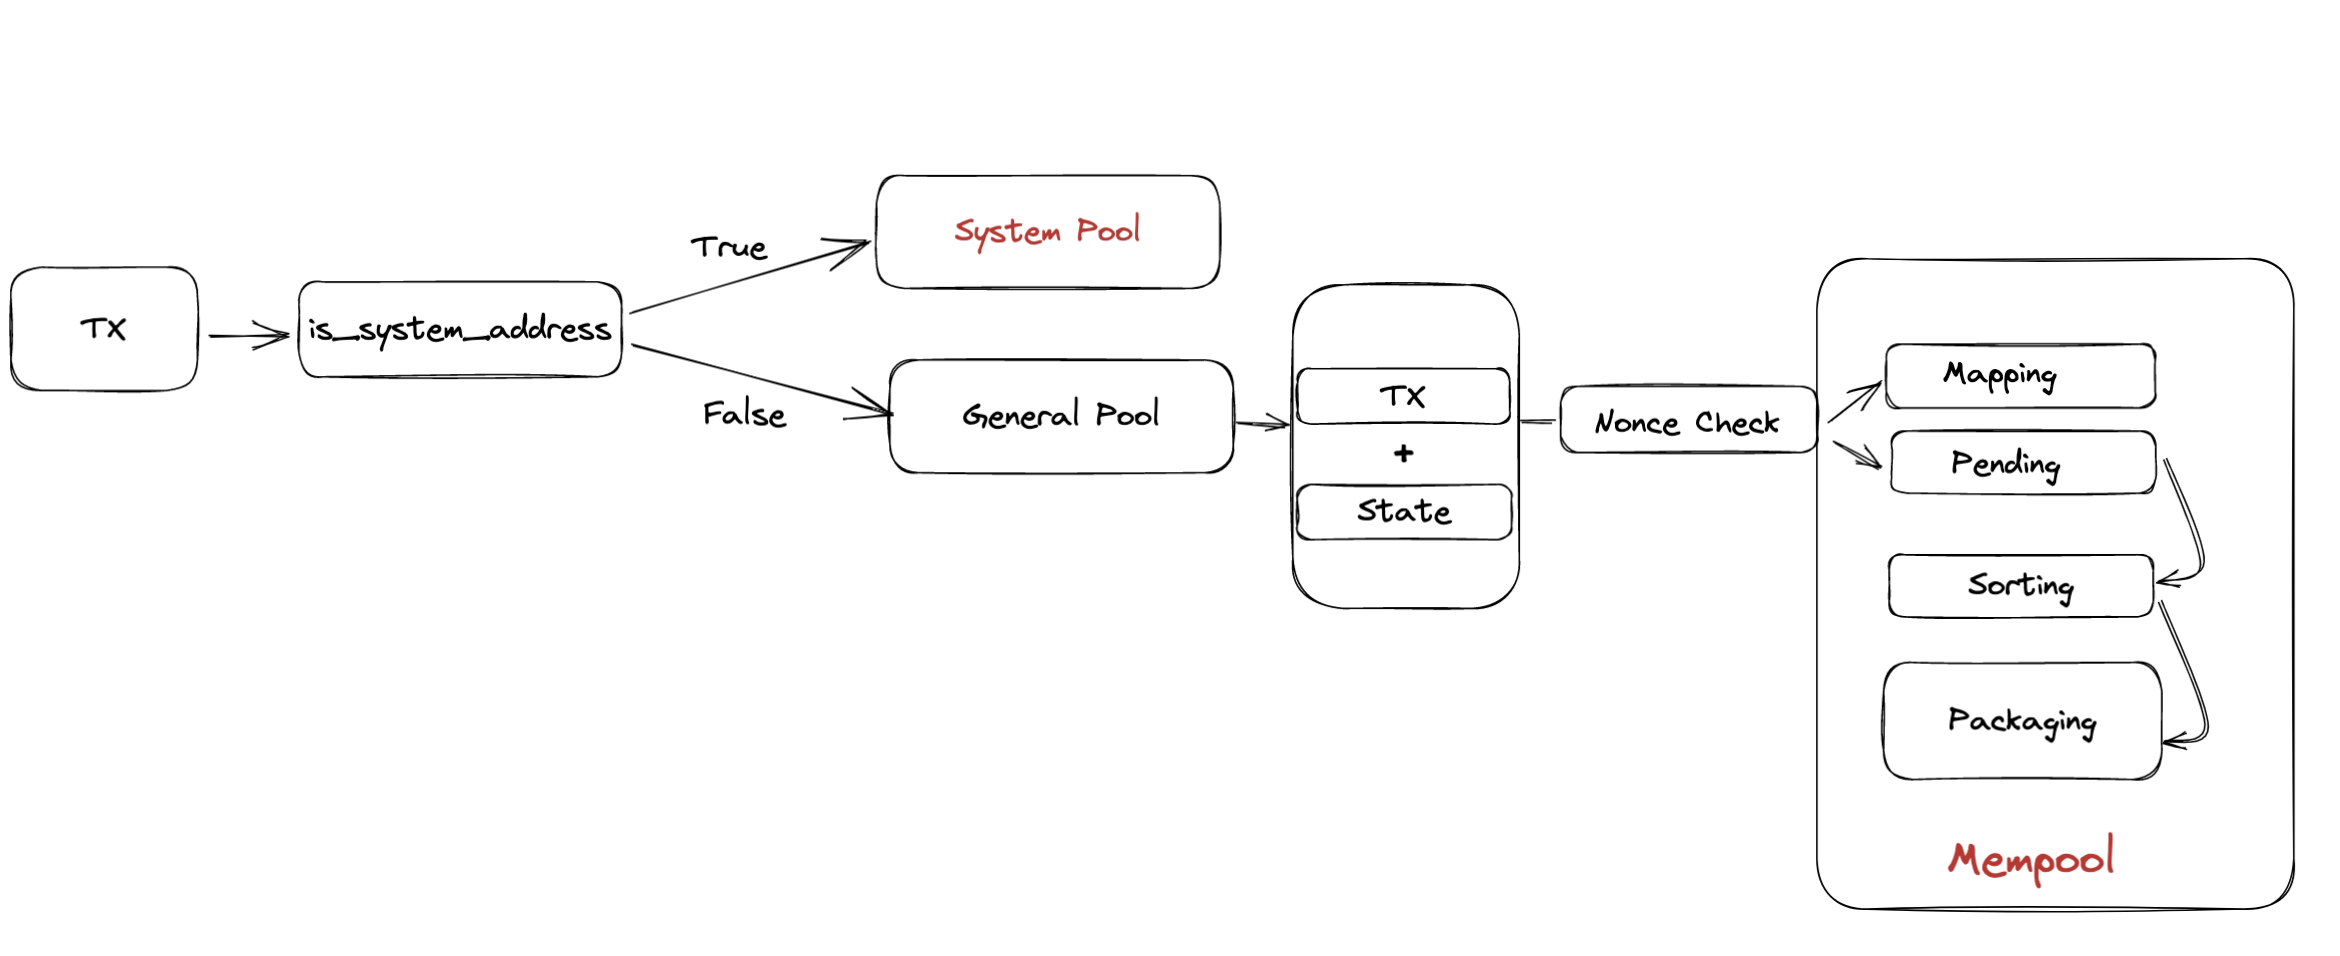 TX
is_system_address
True
False
System Pool
General Pool
TX
+
State
Nonce Check
Mapping
Pending
Sorting
Packaging
Mempool